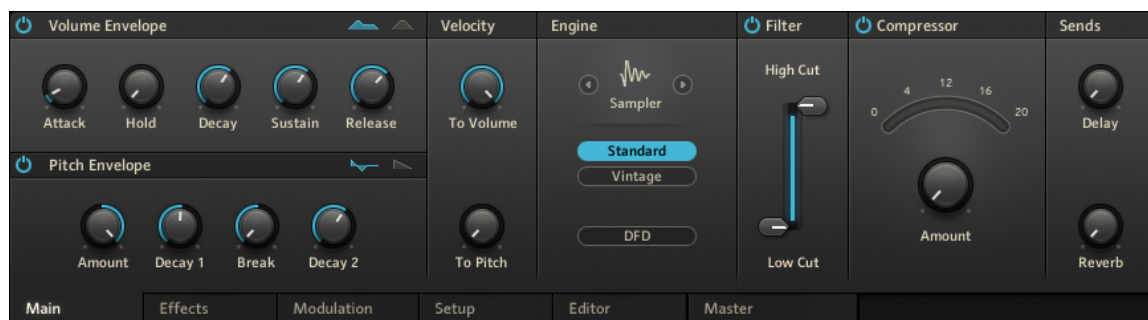 Volume Envelope
Velocity
Engine
Filter
Compressor
Sends
Attack
Hold
Decay
Sustain
Release
To Volume
Sampler
Standard
Vintage
DFD
High Cut
Low Cut
0
4
12
16
20
Amount
Delay
Reverb
Pitch Envelope
Amount
Decay 1
Break
Decay 2
To Pitch
Main
Effects
Modulation
Setup
Editor
Master